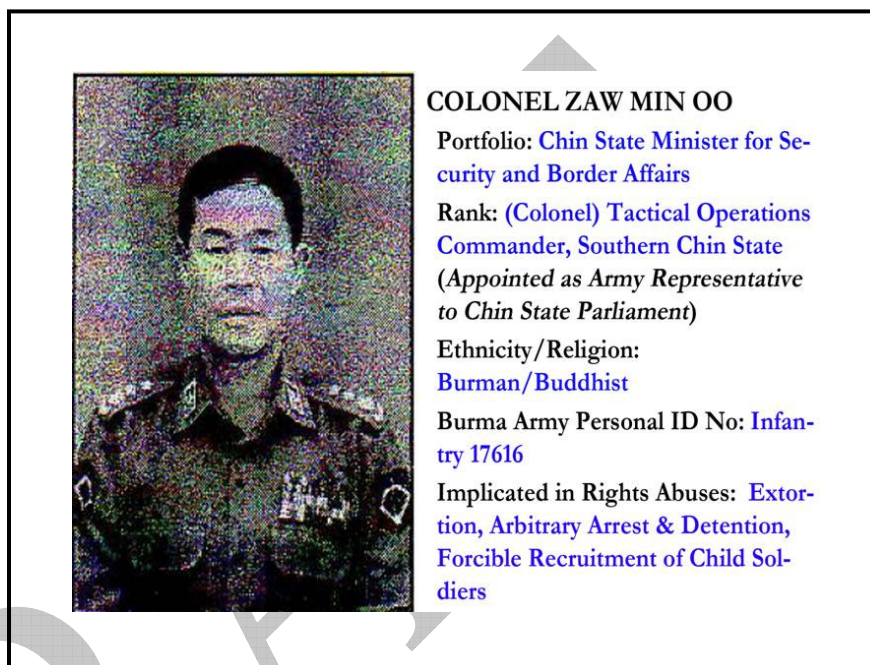 COLONEL ZAW MIN OO
Portfolio: Chin State Minister for Se-
curity and Border Affairs
Rank: (Colonel) Tactical Operations
Commander, Southern Chin State
(Appointed as Army Representative
to Chin State Parliament)
Ethnicity/Religion:
Burman/Buddhist
Burma Army Personal ID No: Infan-
try 17616
Implicated in Rights Abuses:  Extor-
tion, Arbitrary Arrest & Detention,
Forcible Recruitment of Child Sol-
diers